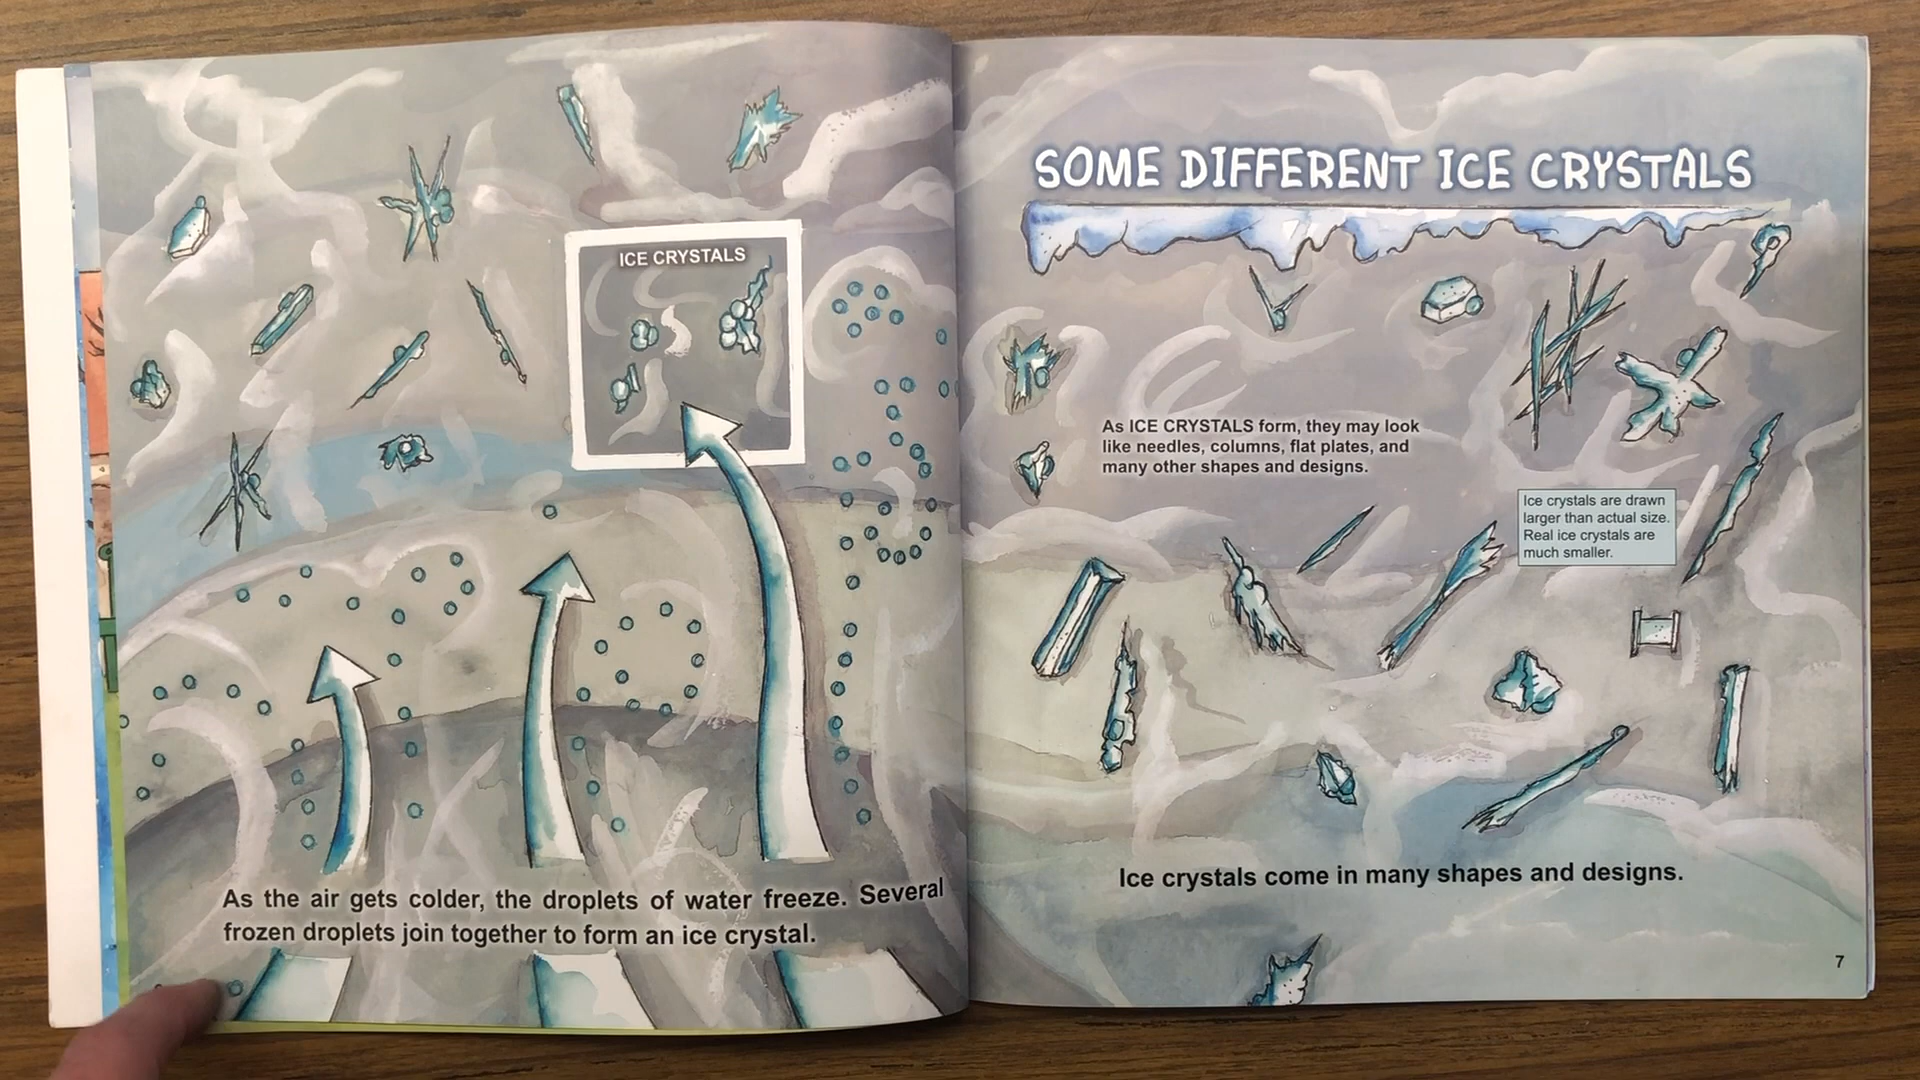 ICE CRYSTALS
As the air gets colder, the droplets of water freeze. Several
frozen droplets join together to form an ice crystal.
SOME DIFFERENT ICE CRYSTALS
As ICE CRYSTALS form, they may look
like needles, columns, flat plates, and
many other shapes and designs.
Ice crystals are drawn
larger than actual size.
Real ice crystals are
much smaller.
Ice crystals come in many shapes and designs.
7